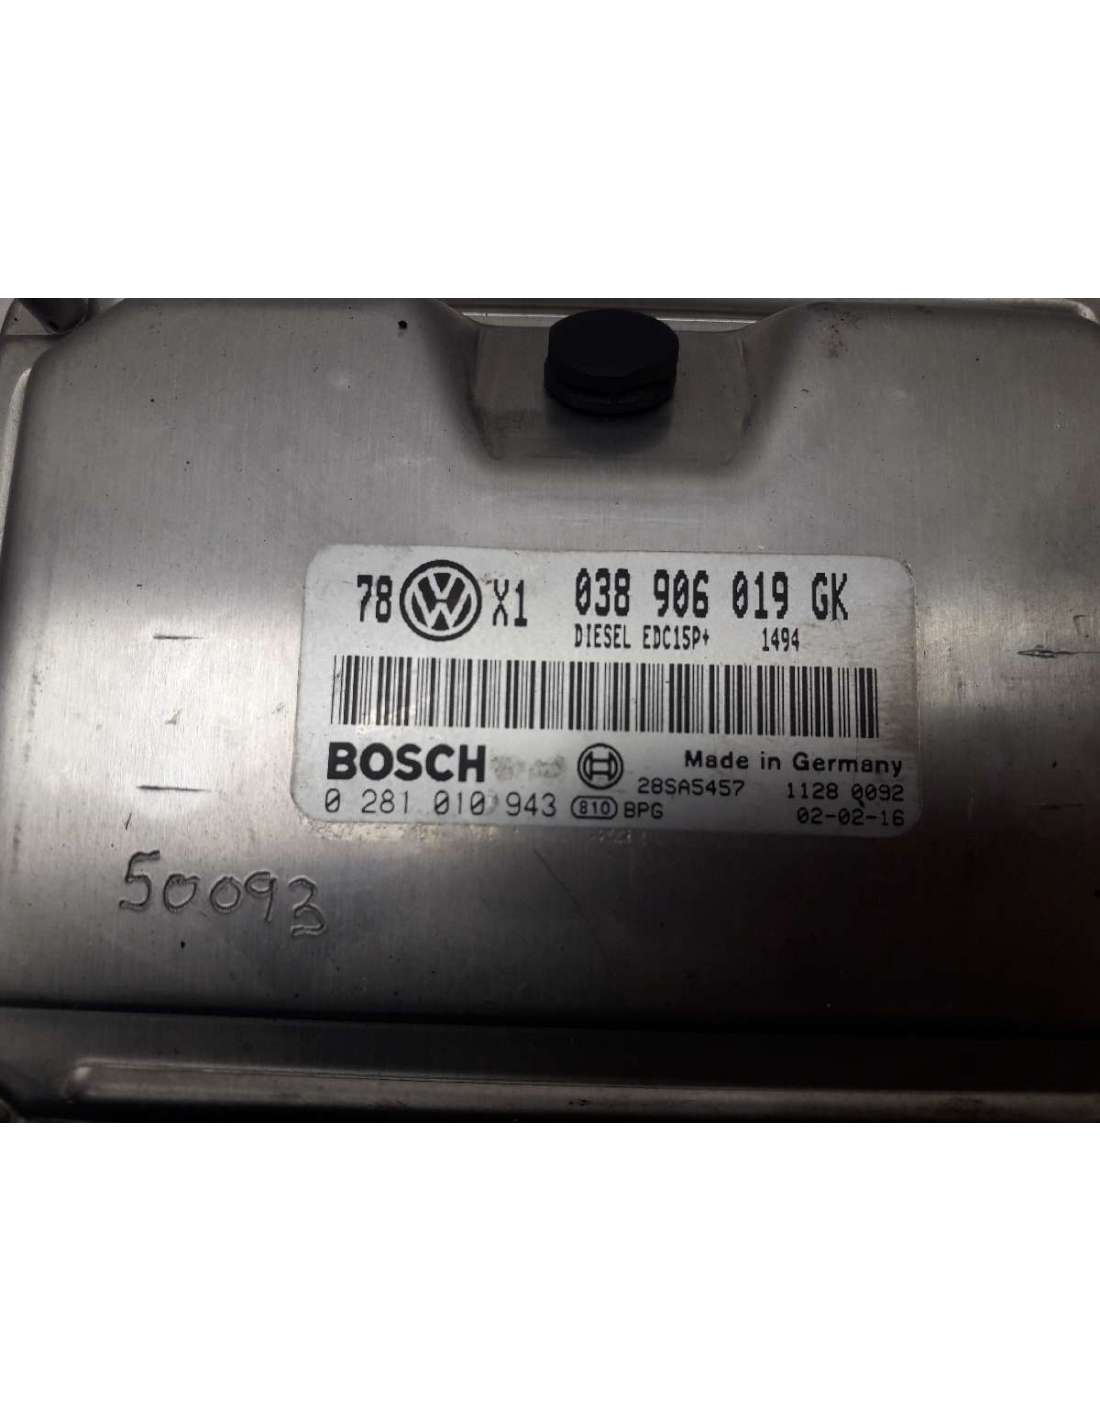 78 X1 038 906 019 GK
DIESEL EDC15P+ 1494
BOSCH Made in Germany
28SA5457 1128 0092
0 281 010 943 810 BPG 02-02-16
50093